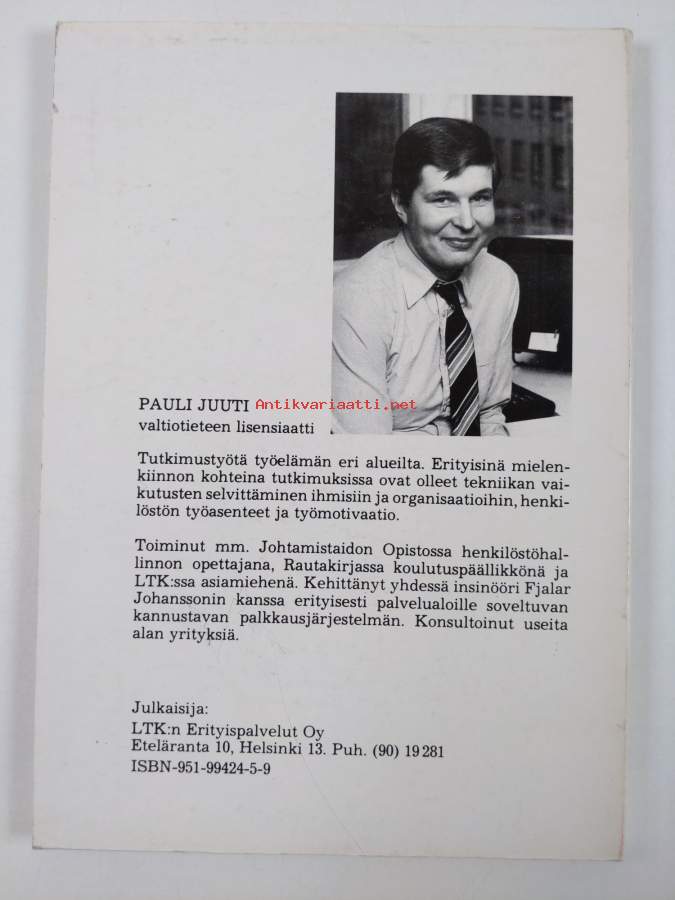 PAULI JUUTI
Antikvariaatti.net
valtiotieteen lisensiaatti
Tutkimustyötä työelämän eri alueilta. Erityisinä mielen-
kiinnon kohteina tutkimuksissa ovat olleet tekniikan vai-
kutusten selvittäminen ihmisiin ja organisaatioihin, henki-
löstön työasenteet ja työmotivaatio.
Toiminut mm. Johtamistaidon Opistossa henkilöstöhal-
linnon opettajana, Rautakirjassa koulutuspäällikkönä ja
LTK:ssa asiamiehenä. Kehittänyt yhdessä insinööri Fjalar
Johanssonin kanssa erityisesti palvelualoille soveltuvan
kannustavan palkkausjärjestelmän. Konsultoinut useita
alan yrityksiä.
Julkaisija:
LTK:n Erityispalvelut Oy
Eteläranta 10, Helsinki 13. Puh. (90) 19 281
ISBN-951-99424-5-9